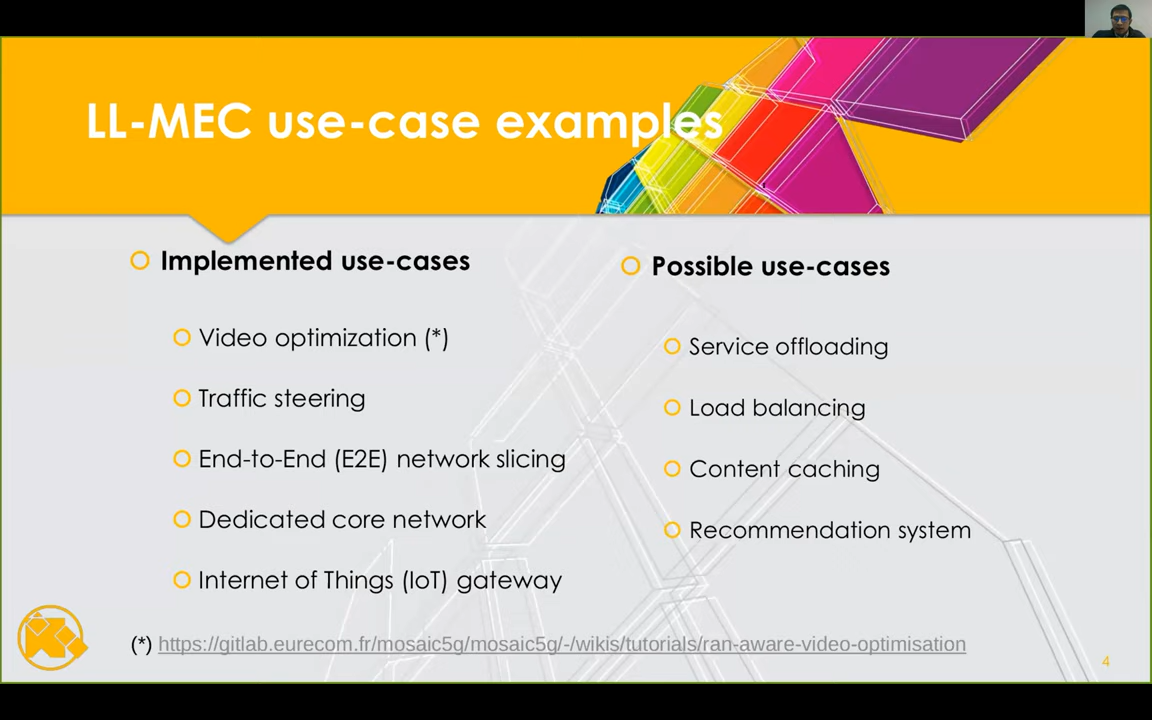 LL-MEC use-case examples
Implemented use-cases
Video optimization (*)
Traffic steering
End-to-End (E2E) network slicing
Dedicated core network
Internet of Things (IoT) gateway
Possible use-cases
Service offloading
Load balancing
Content caching
Recommendation system
(*) https://gitlab.eurecom.fr/mosaic5g/mosaic5g/-/wikis/tutorials/ran-aware-video-optimisation
4